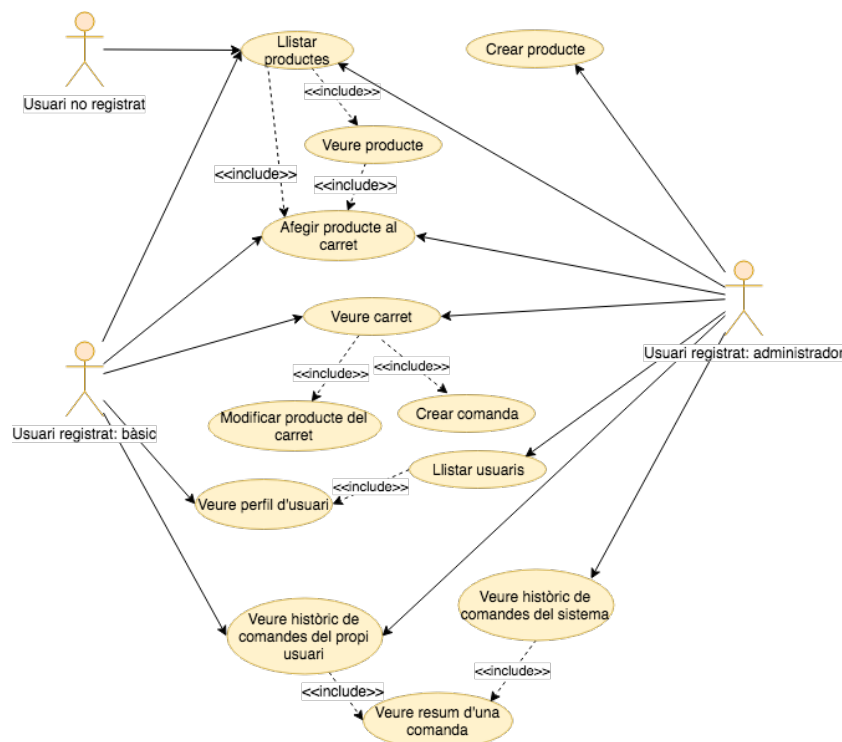 Llistar
productes
Crear producte
Usuari no registrat
<<include>>
Veure producte
<<include>>
<<include>>
Afegir producte al
carret
Veure carret
Usuari registrat: administrador
<<include>>
<<include>>
Modificar producte del
carret
Crear comanda
Usuari registrat: bàsic
Llistar usuaris
<<include>>
Veure perfil d'usuari
Veure històric de
comandes del sistema
Veure històric de
comandes del propi
usuari
<<include>>
<<include>>
Veure resum d'una
comanda